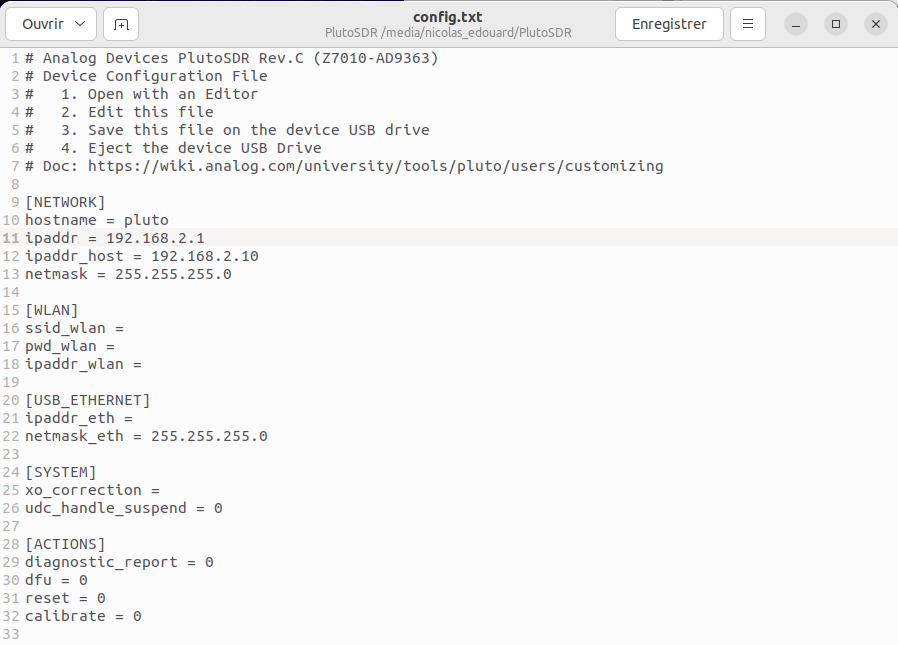 Ouvrir
config.txt
PlutoSDR /media/nicolas_edouard/PlutoSDR
Enregistrer
1 # Analog Devices PlutoSDR Rev.C (Z7010-AD9363)
2 # Device Configuration File
3 #   1. Open with an Editor
4 #   2. Edit this file
5 #   3. Save this file on the device USB drive
6 #   4. Eject the device USB Drive
7 # Doc: https://wiki.analog.com/university/tools/pluto/users/customizing
8
9 [NETWORK]
10 hostname = pluto
11 ipaddr = 192.168.2.1
12 ipaddr_host = 192.168.2.10
13 netmask = 255.255.255.0
14
15 [WLAN]
16 ssid_wlan =
17 pwd_wlan =
18 ipaddr_wlan =
19
20 [USB_ETHERNET]
21 ipaddr_eth =
22 netmask_eth = 255.255.255.0
23
24 [SYSTEM]
25 xo_correction =
26 udc_handle_suspend = 0
27
28 [ACTIONS]
29 diagnostic_report = 0
30 dfu = 0
31 reset = 0
32 calibrate = 0
33